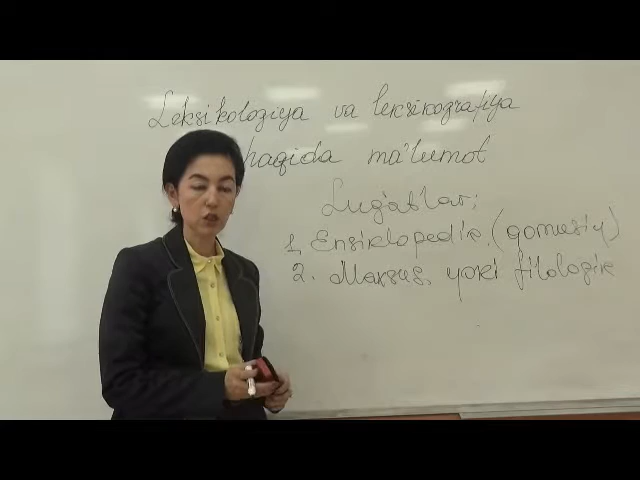 Leksikologiya va leksikografiya
haqida ma'lumot
Lug'atlar:
1. Ensiklopedik (qomusiy)
2. Maxsus yoki filologik